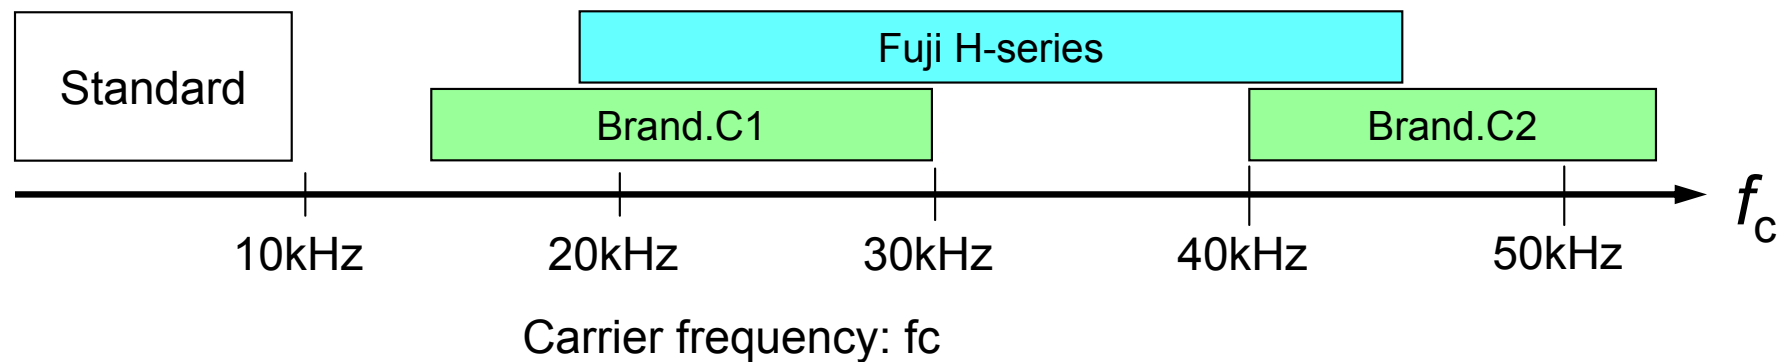 Fuji H-series
Standard
Brand.C1
Brand.C2
fc
10kHz
20kHz
30kHz
40kHz
50kHz
Carrier frequency: fc